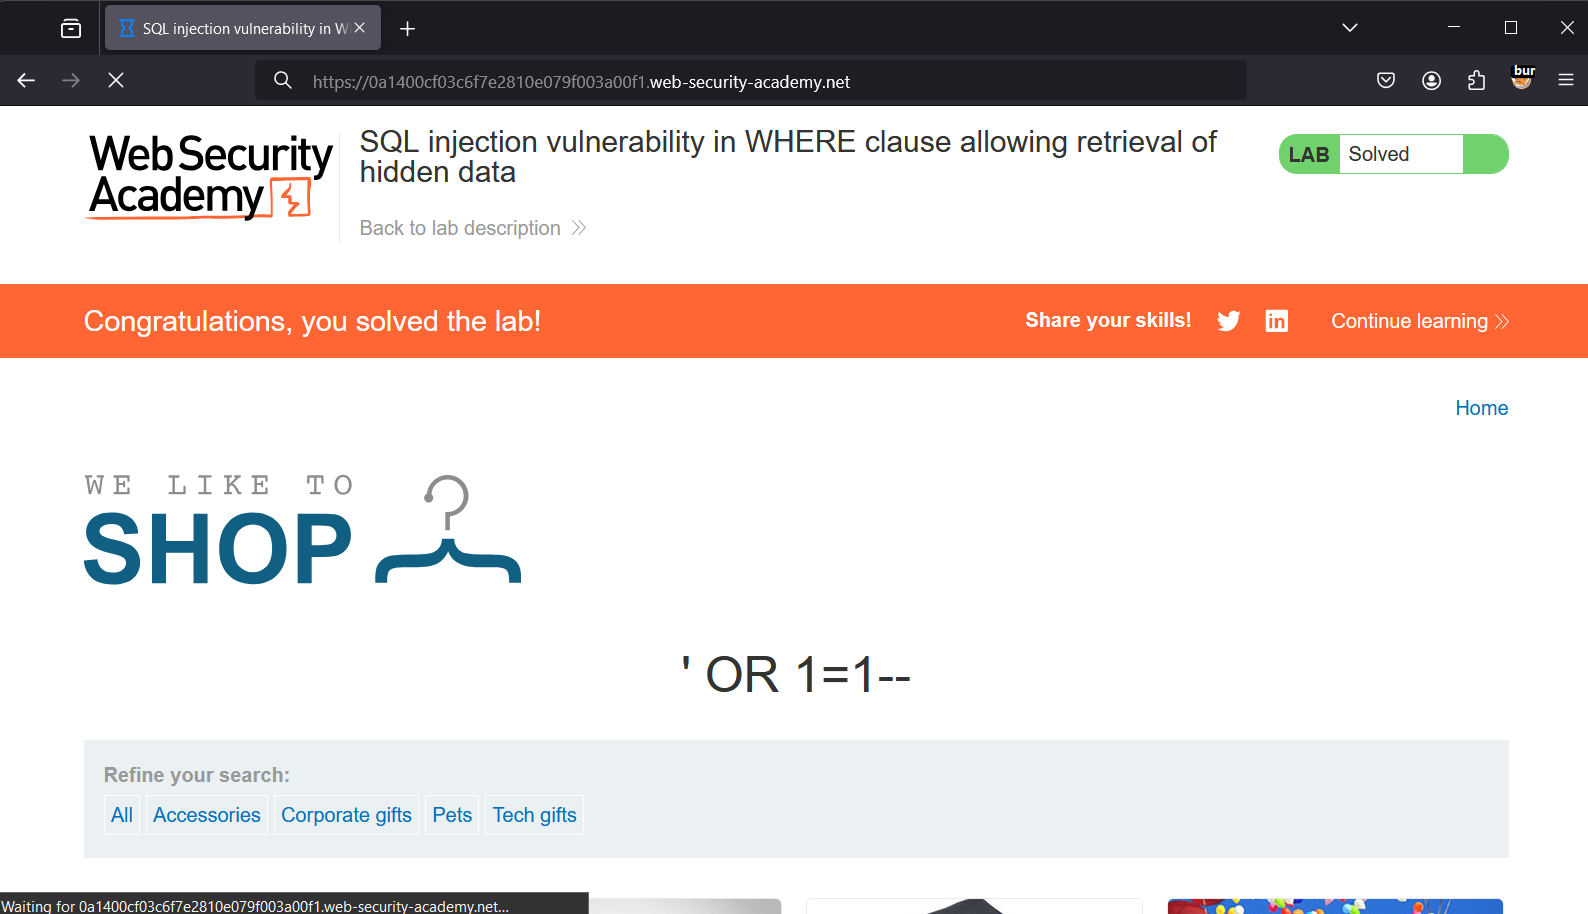 SQL injection vulnerability in W
https://0a1400cf03c6f7e2810e079f003a00f1.web-security-academy.net
bur
Web Security
Academy
SQL injection vulnerability in WHERE clause allowing retrieval of
hidden data
LAB Solved
Back to lab description
Congratulations, you solved the lab!
Share your skills!
Continue learning
Home
WE LIKE TO
SHOP
' OR 1=1--
Refine your search:
All Accessories Corporate gifts Pets Tech gifts
Waiting for 0a1400cf03c6f7e2810e079f003a00f1.web-security-academy.net...